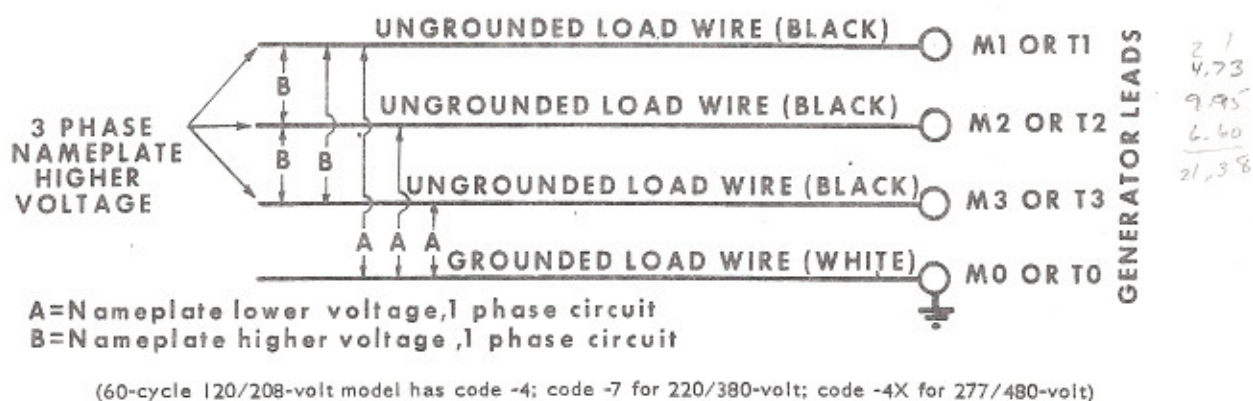 UNGROUNDED LOAD WIRE (BLACK)
M1 OR T1
B
UNGROUNDED LOAD WIRE (BLACK)
M2 OR T2
3 PHASE
NAMEPLATE
HIGHER
VOLTAGE
B
B
UNGROUNDED LOAD WIRE (BLACK)
M3 OR T3
A
A
A
GROUNDED LOAD WIRE (WHITE)
M0 OR T0
GENERATOR LEADS
2 1
4.73
9.95
6.60
21,38
A=Nameplate lower voltage,1 phase circuit
B=Nameplate higher voltage ,1 phase circuit
(60-cycle 120/208-volt model has code -4; code -7 for 220/380-volt; code -4X for 277/480-volt)